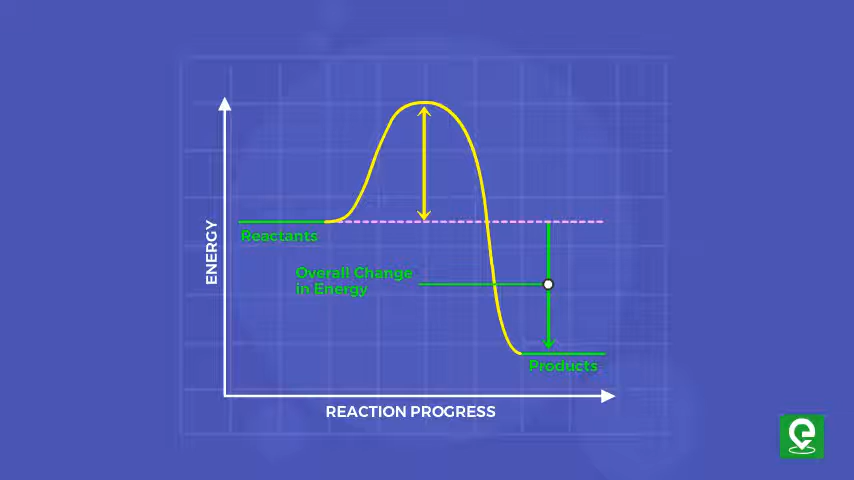 ENERGY
Reactants
Overall Change
in Energy
Products
REACTION PROGRESS